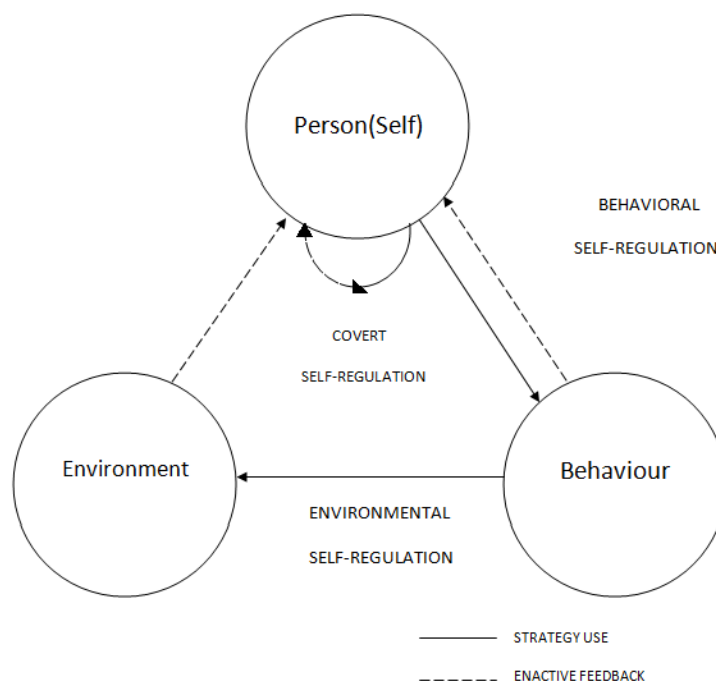 Person(Self)
BEHAVIORAL
SELF-REGULATION
COVERT
SELF-REGULATION
Environment
Behaviour
ENVIRONMENTAL
SELF-REGULATION
STRATEGY USE
ENACTIVE FEEDBACK